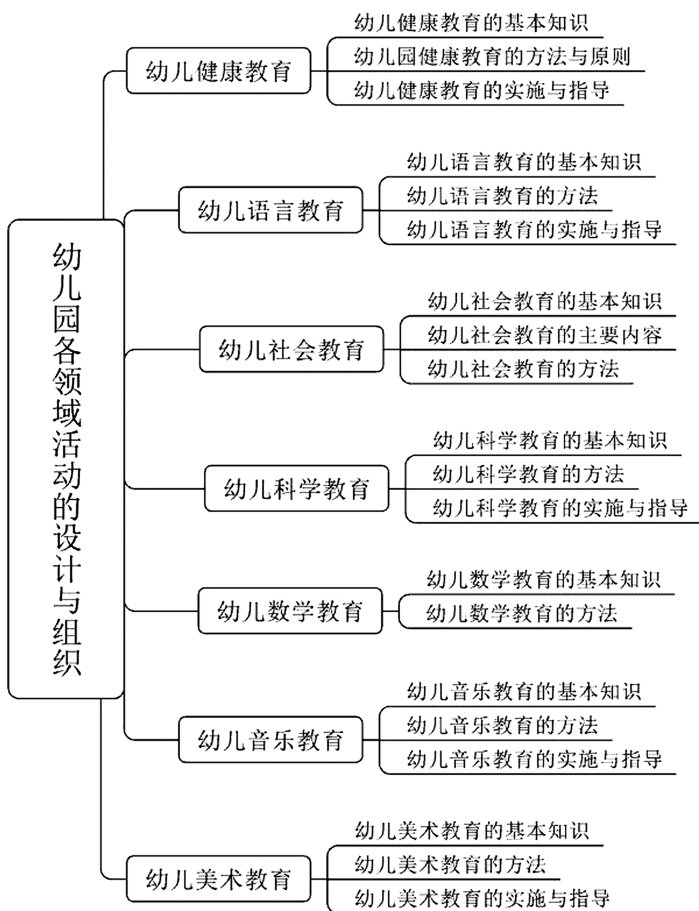 幼儿园各领域活动的设计与组织
幼儿健康教育
幼儿健康教育的基本知识
幼儿园健康教育的方法与原则
幼儿健康教育的实施与指导
幼儿语言教育
幼儿语言教育的基本知识
幼儿语言教育的方法
幼儿语言教育的实施与指导
幼儿社会教育
幼儿社会教育的基本知识
幼儿社会教育的主要内容
幼儿社会教育的方法
幼儿科学教育
幼儿科学教育的基本知识
幼儿科学教育的方法
幼儿科学教育的实施与指导
幼儿数学教育
幼儿数学教育的基本知识
幼儿数学教育的方法
幼儿音乐教育
幼儿音乐教育的基本知识
幼儿音乐教育的方法
幼儿音乐教育的实施与指导
幼儿美术教育
幼儿美术教育的基本知识
幼儿美术教育的方法
幼儿美术教育的实施与指导